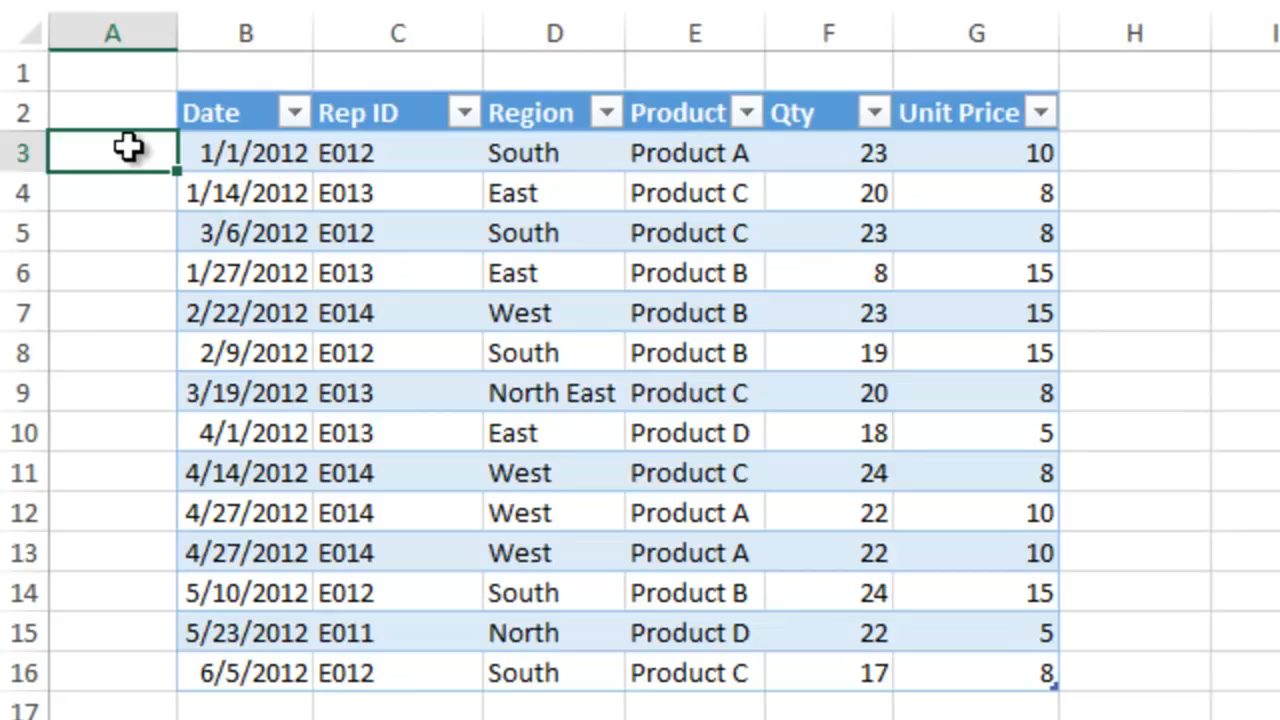 A B C D E F G H I
1
2 Date Rep ID Region Product Qty Unit Price
3 1/1/2012 E012 South Product A 23 10
4 1/14/2012 E013 East Product C 20 8
5 3/6/2012 E012 South Product C 23 8
6 1/27/2012 E013 East Product B 8 15
7 2/22/2012 E014 West Product B 23 15
8 2/9/2012 E012 South Product B 19 15
9 3/19/2012 E013 North East Product C 20 8
10 4/1/2012 E013 East Product D 18 5
11 4/14/2012 E014 West Product C 24 8
12 4/27/2012 E014 West Product A 22 10
13 4/27/2012 E014 West Product A 22 10
14 5/10/2012 E012 South Product B 24 15
15 5/23/2012 E011 North Product D 22 5
16 6/5/2012 E012 South Product C 17 8
17